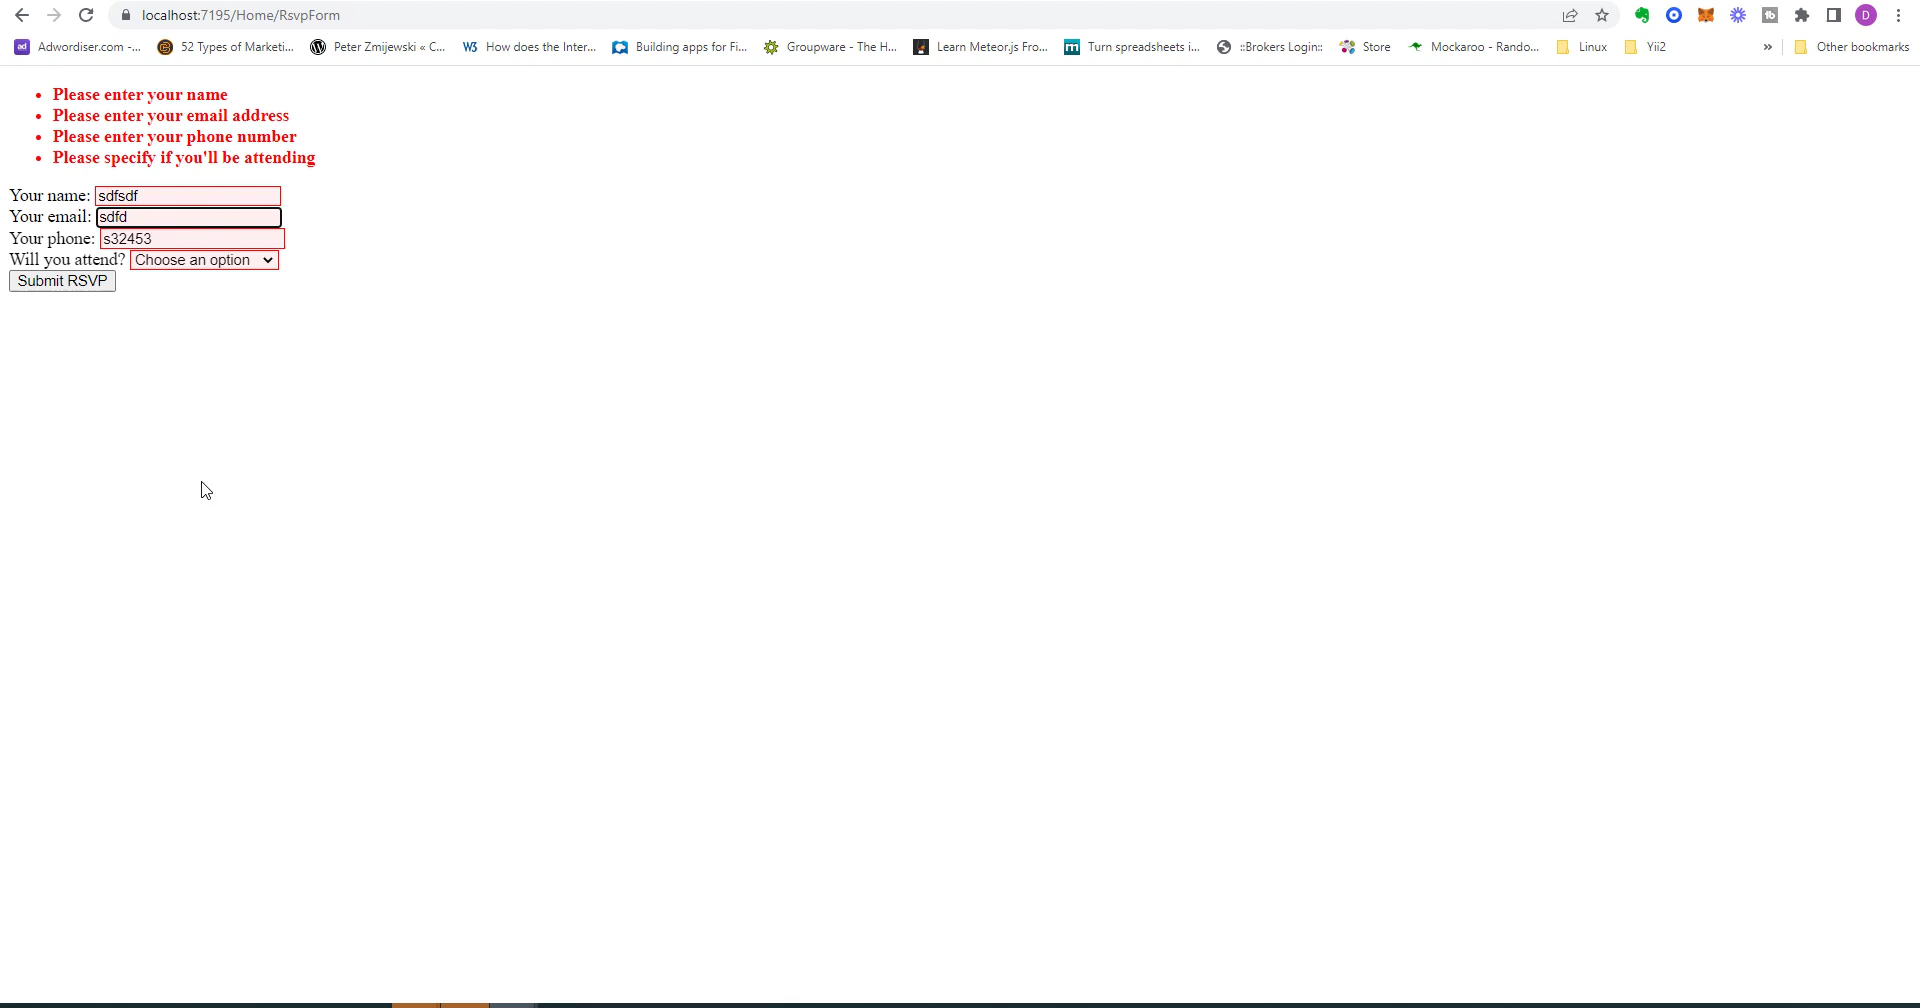 localhost:7195/Home/RsvpForm
D
ad Adwordiser.com -... 52 Types of Marketi... Peter Zmijewski « C... W3 How does the Inter... Building apps for Fi... Groupware - The H... Learn Meteor.js Fro... m Turn spreadsheets i... ::Brokers Login:: Store Mockaroo - Rando... Linux Yii2 » Other bookmarks
• Please enter your name
• Please enter your email address
• Please enter your phone number
• Please specify if you'll be attending
Your name: sdfsdf
Your email: sdfd
Your phone: s32453
Will you attend? Choose an option
Submit RSVP